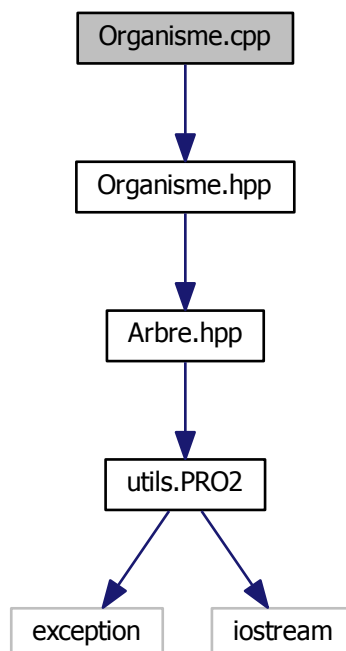 Organisme.cpp
Organisme.hpp
Arbre.hpp
utils.PRO2
exception
iostream